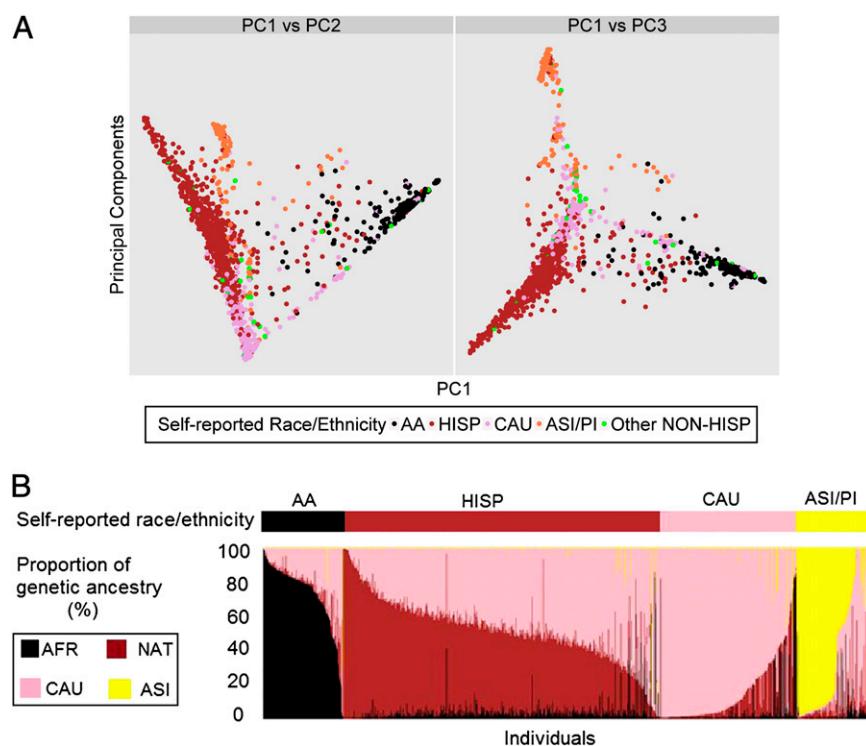 A
PC1 vs PC2
PC1 vs PC3
Principal Components
PC1
Self-reported Race/Ethnicity AA HISP CAU ASI/PI Other NON-HISP
B
AA HISP CAU ASI/PI
Self-reported race/ethnicity
Proportion of
genetic ancestry
(%)
AFR NAT
CAU ASI
100
80
60
40
20
0
Individuals